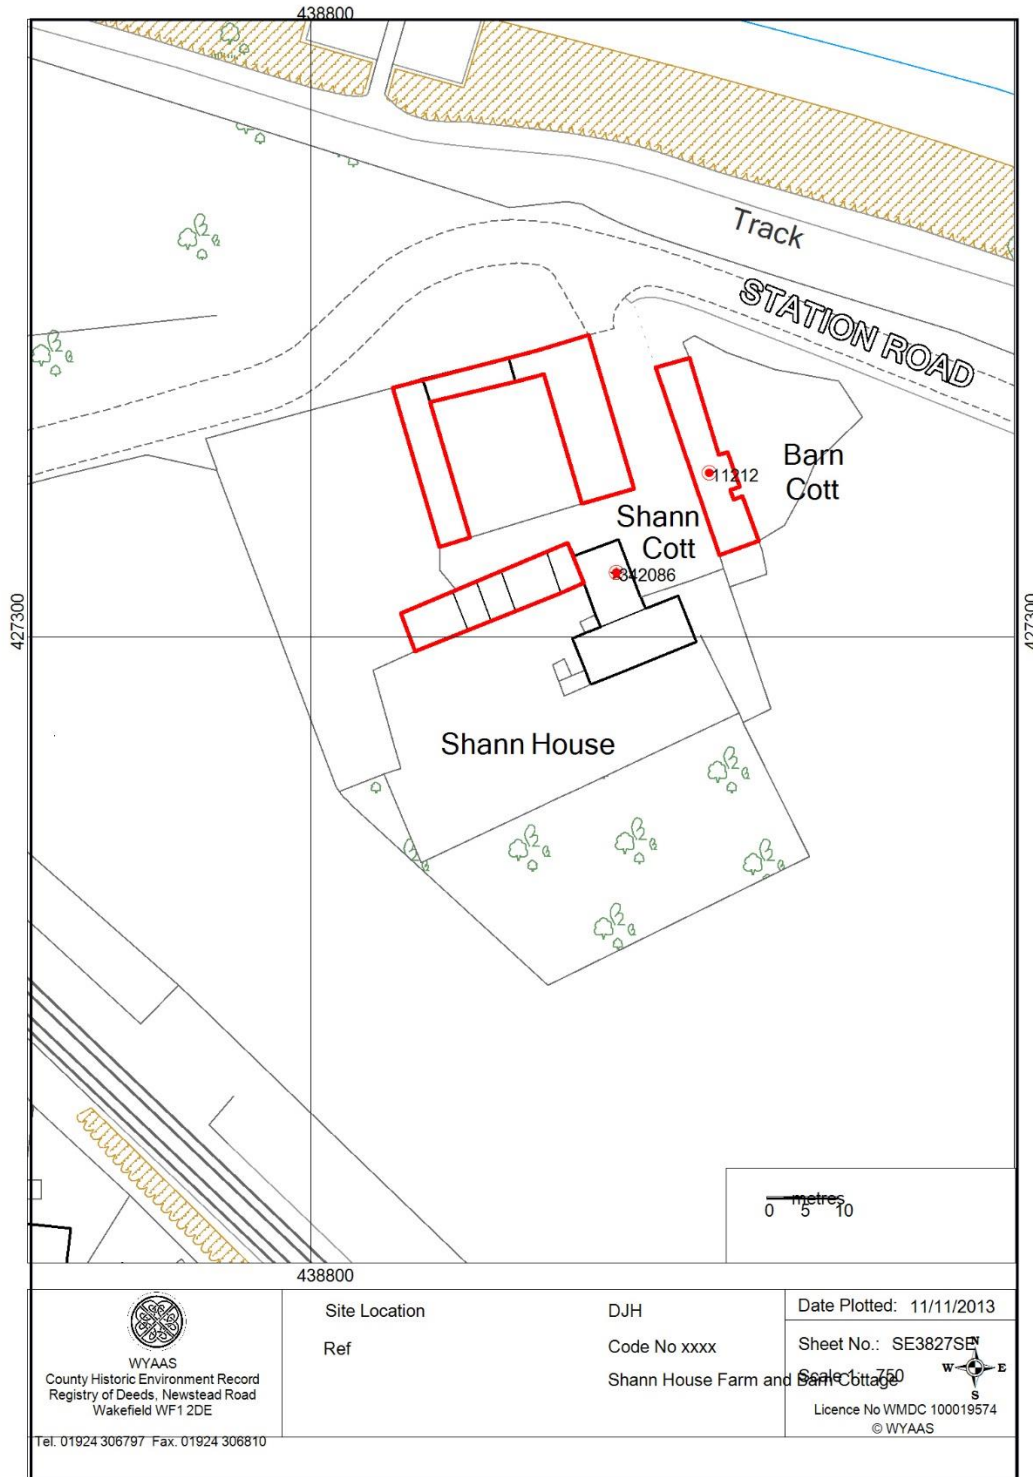 438800
Track
STATION ROAD
Barn
Cott
11212
Shann
Cott
342086
427300
427300
Shann House
metres
0 5 10
438800
WYAAS
County Historic Environment Record
Registry of Deeds, Newstead Road
Wakefield WF1 2DE
Tel. 01924 306797 Fax. 01924 306810
Site Location
Ref
DJH
Code No xxxx
Shann House Farm and Barn Cottage
Date Plotted: 11/11/2013
Sheet No.: SE3827SE
Scale 1: 750
N
W E
S
Licence No WMDC 100019574
© WYAAS